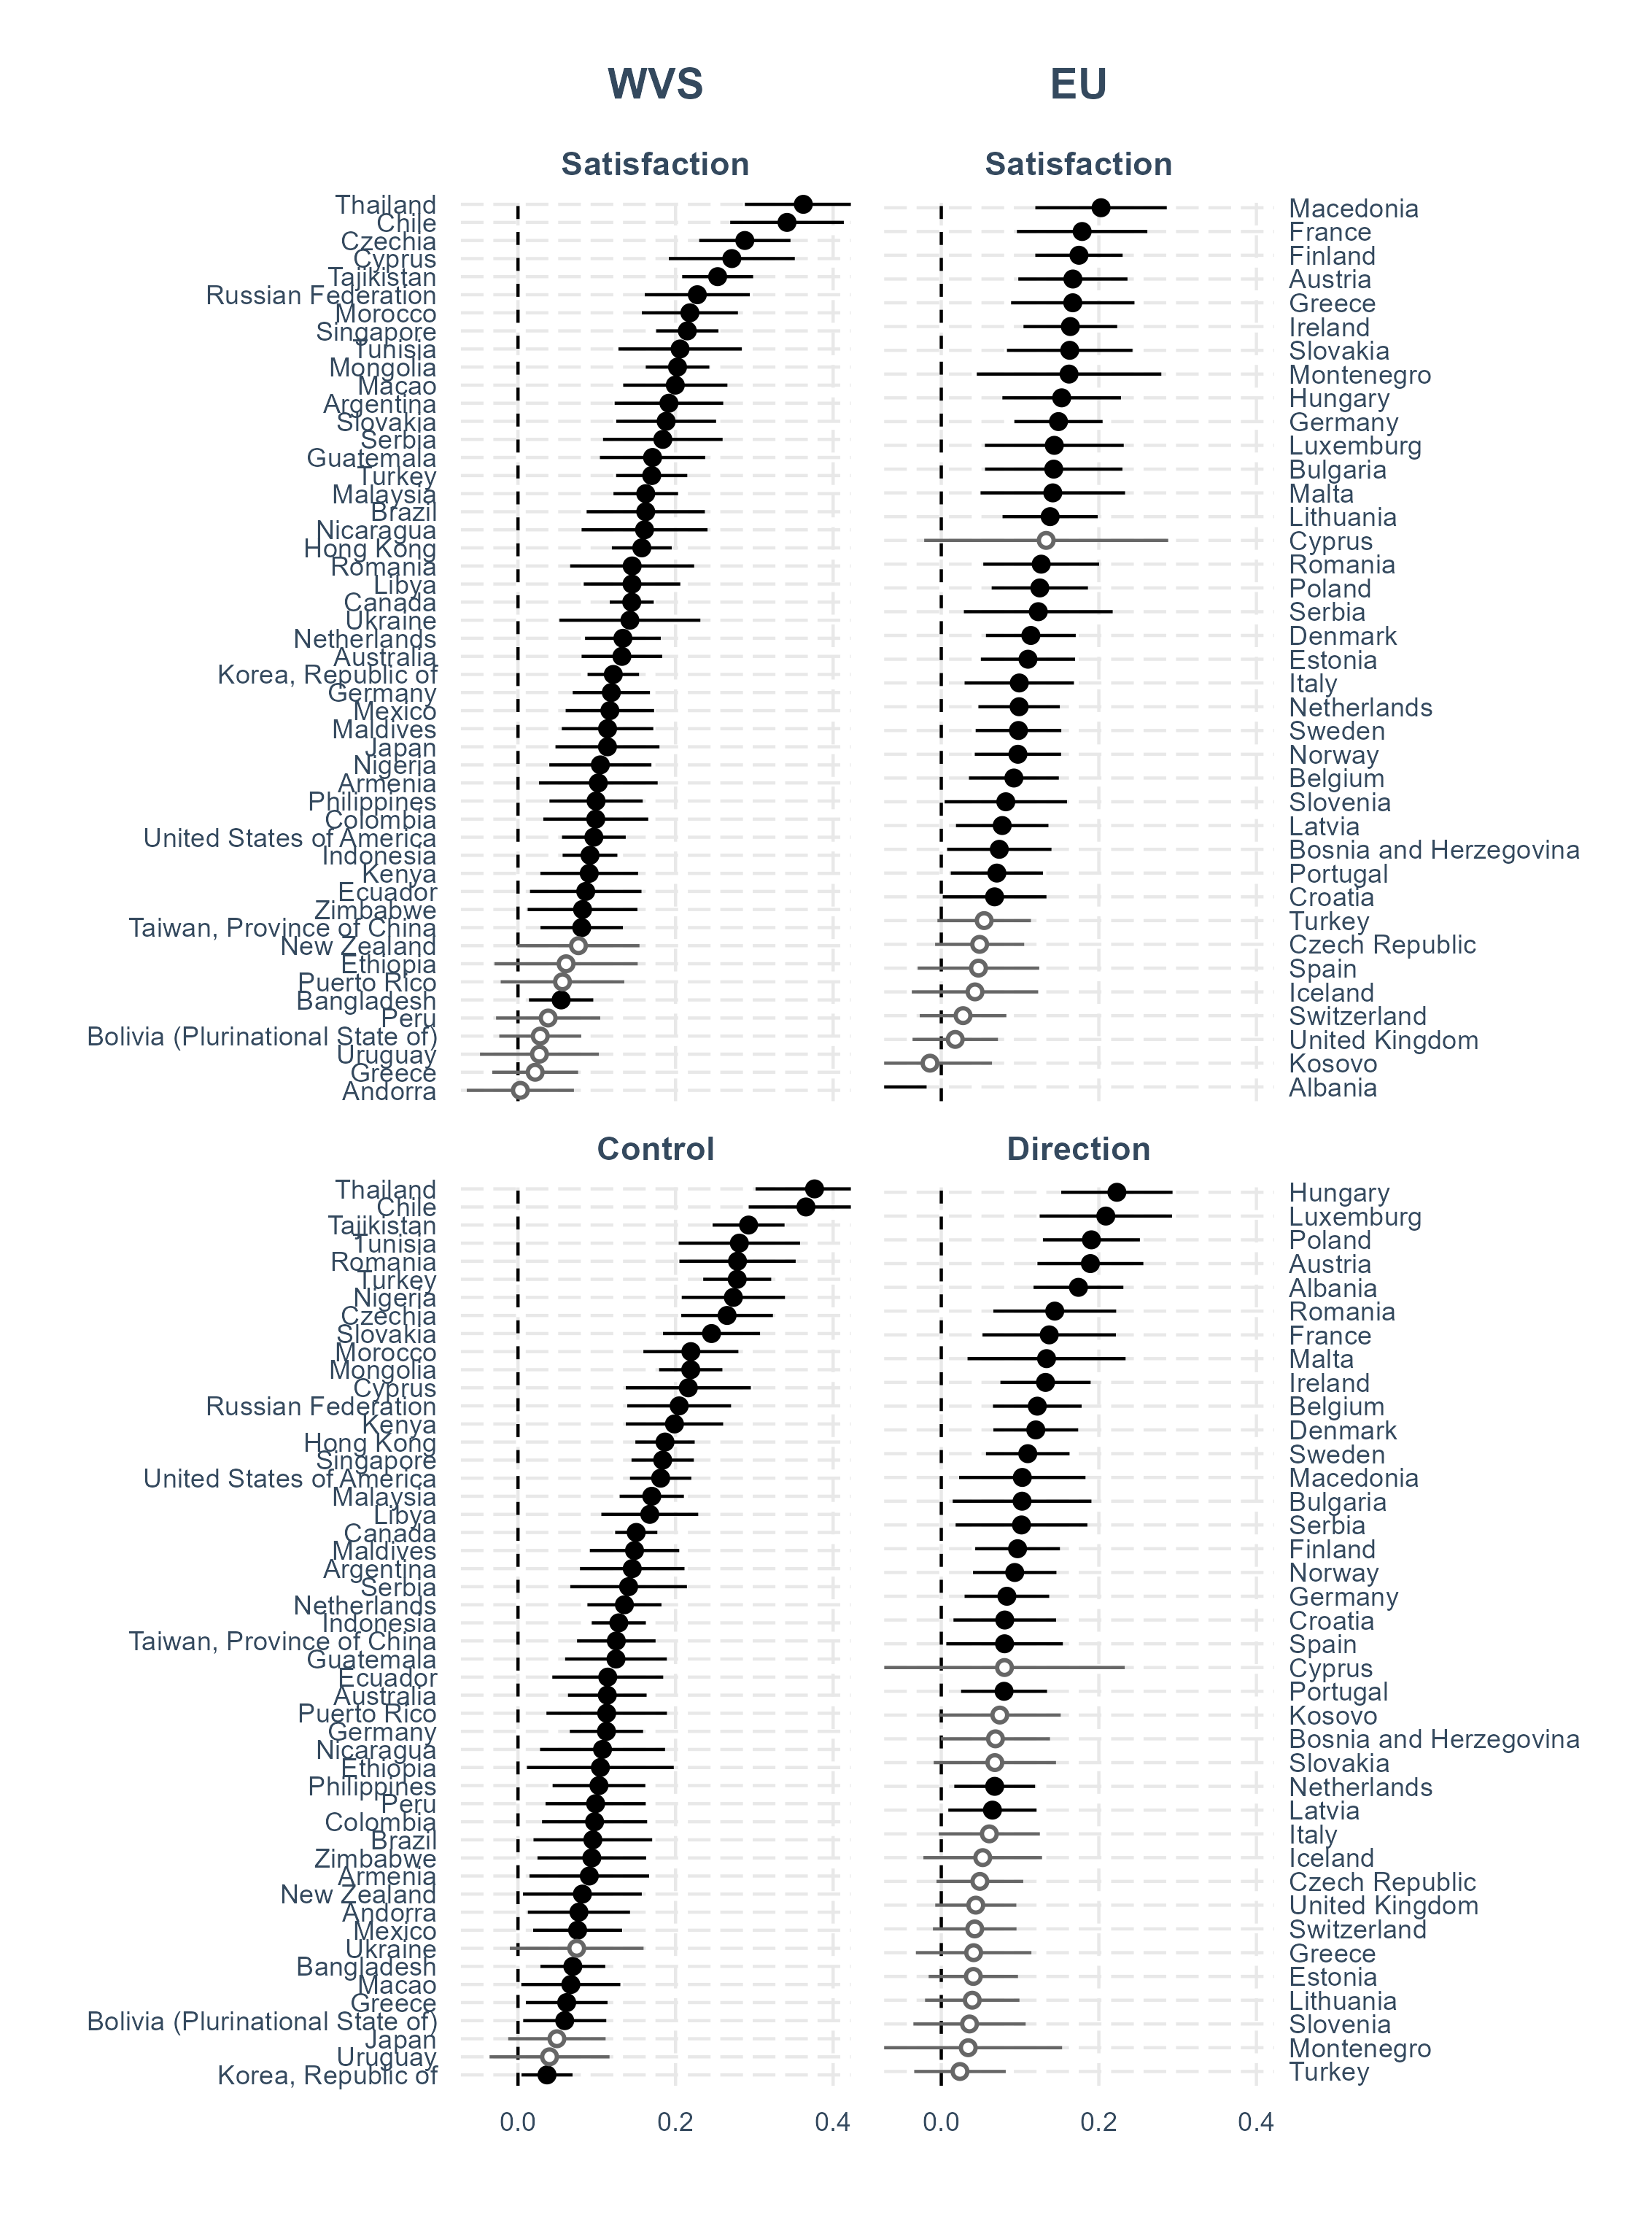 WVS
EU
Satisfaction
Satisfaction
Thailand
Chile
Czechia
Cyprus
Tajikistan
Russian Federation
Morocco
Singapore
Tunisia
Mongolia
Macao
Argentina
Slovakia
Serbia
Guatemala
Turkey
Malaysia
Brazil
Nicaragua
Hong Kong
Romania
Libya
Canada
Ukraine
Netherlands
Australia
Korea, Republic of
Germany
Mexico
Maldives
Japan
Nigeria
Armenia
Philippines
Colombia
United States of America
Indonesia
Kenya
Ecuador
Zimbabwe
Taiwan, Province of China
New Zealand
Ethiopia
Puerto Rico
Bangladesh
Peru
Bolivia (Plurinational State of)
Uruguay
Greece
Andorra
Macedonia
France
Finland
Austria
Greece
Ireland
Slovakia
Montenegro
Hungary
Germany
Luxemburg
Bulgaria
Malta
Lithuania
Cyprus
Romania
Poland
Serbia
Denmark
Estonia
Italy
Netherlands
Sweden
Norway
Belgium
Slovenia
Latvia
Bosnia and Herzegovina
Portugal
Croatia
Turkey
Czech Republic
Spain
Iceland
Switzerland
United Kingdom
Kosovo
Albania
Control
Direction
Thailand
Chile
Tajikistan
Tunisia
Romania
Turkey
Nigeria
Czechia
Slovakia
Morocco
Mongolia
Cyprus
Russian Federation
Kenya
Hong Kong
Singapore
United States of America
Malaysia
Libya
Canada
Maldives
Argentina
Serbia
Netherlands
Indonesia
Taiwan, Province of China
Guatemala
Ecuador
Australia
Puerto Rico
Germany
Nicaragua
Ethiopia
Philippines
Peru
Colombia
Brazil
Zimbabwe
Armenia
New Zealand
Andorra
Mexico
Ukraine
Bangladesh
Macao
Greece
Bolivia (Plurinational State of)
Japan
Uruguay
Korea, Republic of
Hungary
Luxemburg
Poland
Austria
Albania
Romania
France
Malta
Ireland
Belgium
Denmark
Sweden
Macedonia
Bulgaria
Serbia
Finland
Norway
Germany
Croatia
Spain
Cyprus
Portugal
Kosovo
Bosnia and Herzegovina
Slovakia
Netherlands
Latvia
Italy
Iceland
Czech Republic
United Kingdom
Switzerland
Greece
Estonia
Lithuania
Slovenia
Montenegro
Turkey
0.0 0.2 0.4
0.0 0.2 0.4